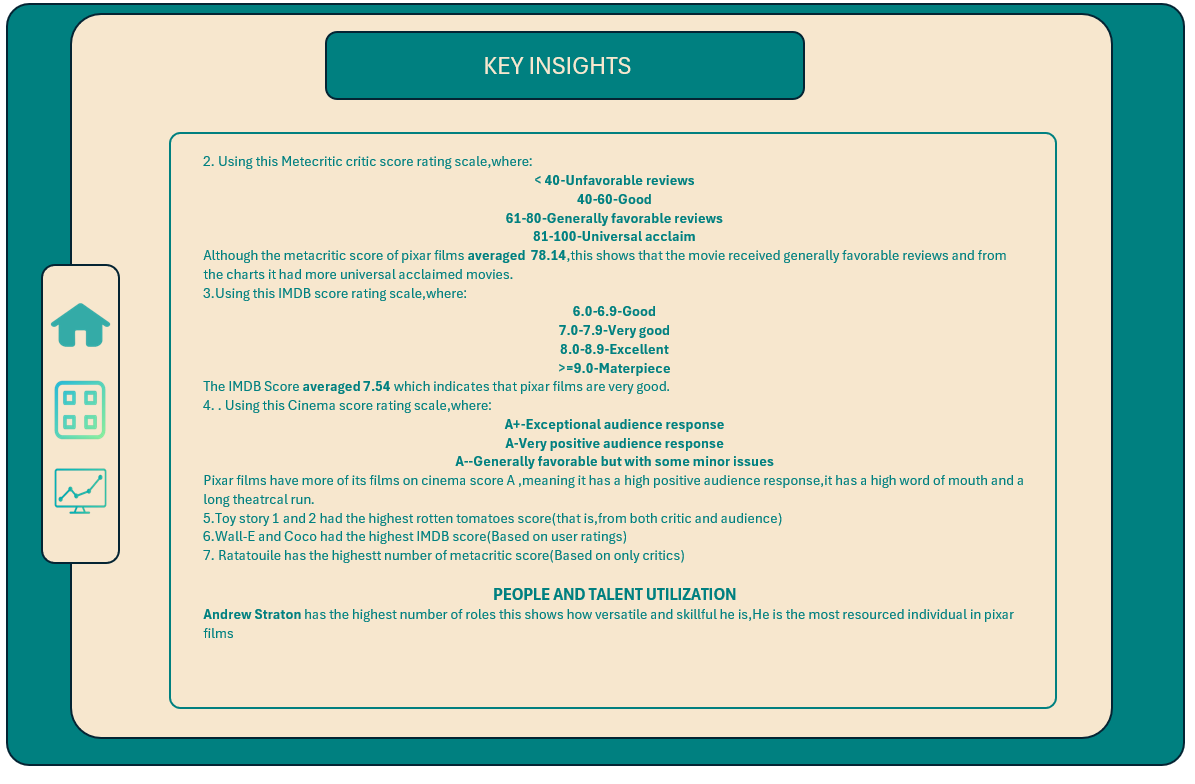 KEY INSIGHTS
2. Using this Metecritic critic score rating scale,where:
< 40-Unfavorable reviews
40-60-Good
61-80-Generally favorable reviews
81-100-Universal acclaim
Although the metacritic score of pixar films averaged  78.14,this shows that the movie received generally favorable reviews and from
the charts it had more universal acclaimed movies.
3.Using this IMDB score rating scale,where:
6.0-6.9-Good
7.0-7.9-Very good
8.0-8.9-Excellent
>=9.0-Materpiece
The IMDB Score averaged 7.54 which indicates that pixar films are very good.
4. . Using this Cinema score rating scale,where:
A+-Exceptional audience response
A-Very positive audience response
A--Generally favorable but with some minor issues
Pixar films have more of its films on cinema score A ,meaning it has a high positive audience response,it has a high word of mouth and a
long theatrcal run.
5.Toy story 1 and 2 had the highest rotten tomatoes score(that is,from both critic and audience)
6.Wall-E and Coco had the highest IMDB score(Based on user ratings)
7. Ratatouile has the highestt number of metacritic score(Based on only critics)
PEOPLE AND TALENT UTILIZATION
Andrew Straton has the highest number of roles this shows how versatile and skillful he is,He is the most resourced individual in pixar
films